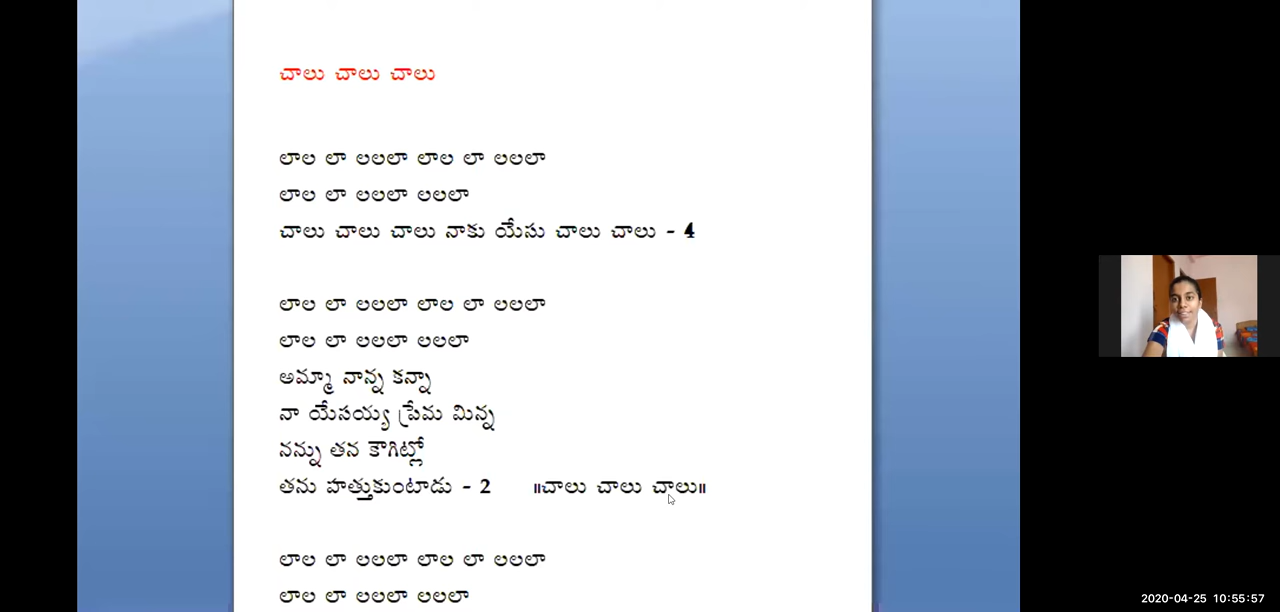 చాలు చాలు చాలు
లాల లా లలలా లాల లా లలలా
లాల లా లలలా లలలా
చాలు చాలు చాలు నాకు యేసు చాలు చాలు - 4
లాల లా లలలా లాల లా లలలా
లాల లా లలలా లలలా
అమ్మా నాన్న కన్నా
నా యేసయ్య ప్రేమ మిన్న
నన్ను తన కౌగిట్లో
తను హత్తుకుంటాడు - 2 ॥చాలు చాలు చాలు॥
లాల లా లలలా లాల లా లలలా
లాల లా లలలా లలలా
2020-04-25 10:55:57